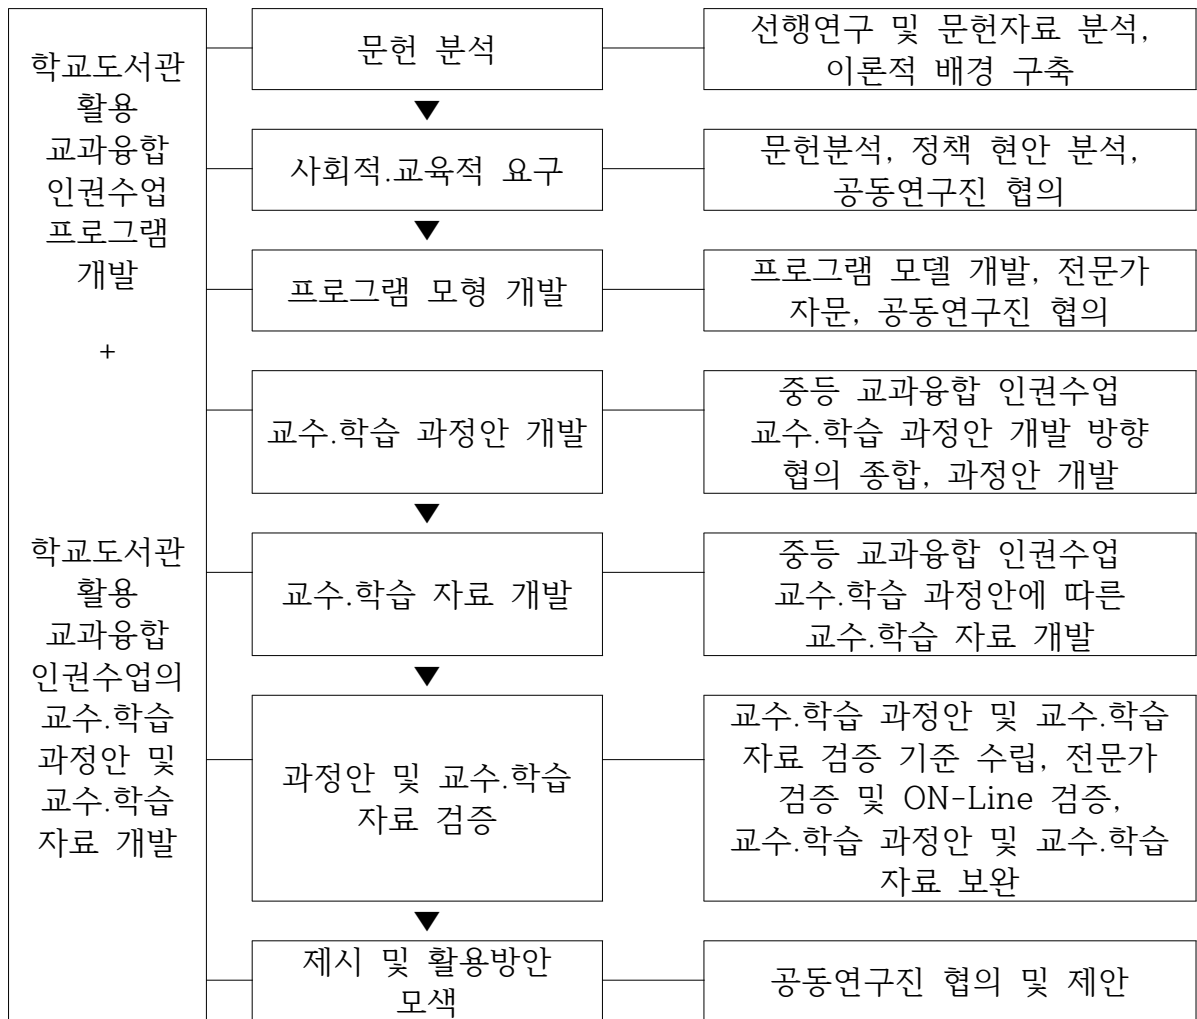 학교도서관
활용
교과융합
인권수업
프로그램
개발
+
학교도서관
활용
교과융합
인권수업의
교수.학습
과정안 및
교수.학습
자료 개발
문헌 분석
선행연구 및 문헌자료 분석,
이론적 배경 구축
▼
사회적.교육적 요구
문헌분석, 정책 현안 분석,
공동연구진 협의
▼
프로그램 모형 개발
프로그램 모델 개발, 전문가
자문, 공동연구진 협의
교수.학습 과정안 개발
중등 교과융합 인권수업
교수.학습 과정안 개발 방향
협의 종합, 과정안 개발
▼
교수.학습 자료 개발
중등 교과융합 인권수업
교수.학습 과정안에 따른
교수.학습 자료 개발
▼
과정안 및 교수.학습
자료 검증
교수.학습 과정안 및 교수.학습
자료 검증 기준 수립, 전문가
검증 및 ON-Line 검증,
교수.학습 과정안 및 교수.학습
자료 보완
▼
제시 및 활용방안
모색
공동연구진 협의 및 제안